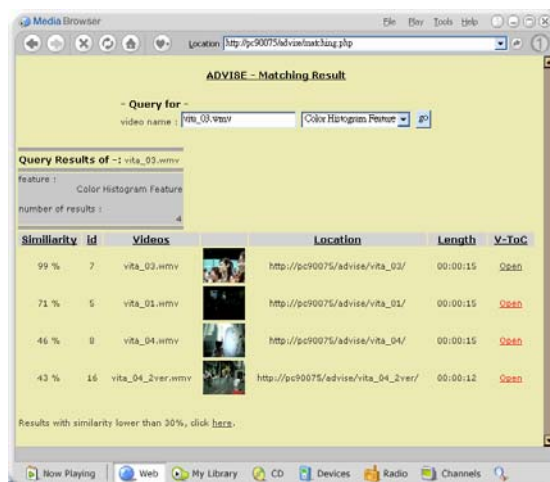 Media Browser File Play Tools Help
Location http://pc90075/advise/matching.php
ADVISE - Matching Result
- Query for -
video name : vita_03.wmv Color Histogram Feature go
Query Results of -: vita_03.wmv
feature :
Color Histogram Feature
number of results :
4
Similiarity id Videos Location Length V-ToC
99 % 7 vita_03.wmv http://pc90075/advise/vita_03/ 00:00:15 Open
71 % 5 vita_01.wmv http://pc90075/advise/vita_01/ 00:00:15 Open
46 % 8 vita_04.wmv http://pc90075/advise/vita_04/ 00:00:15 Open
43 % 16 vita_04_2ver.wmv http://pc90075/advise/vita_04_2ver/ 00:00:12 Open
Results with similarity lower than 30%, click here.
Now Playing Web My Library CD Devices Radio Channels